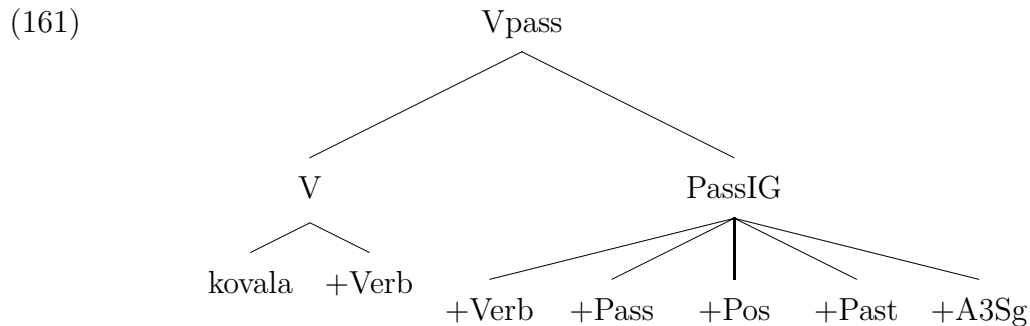 (161) Vpass
V PassIG
kovala +Verb
+Verb +Pass +Pos +Past +A3Sg